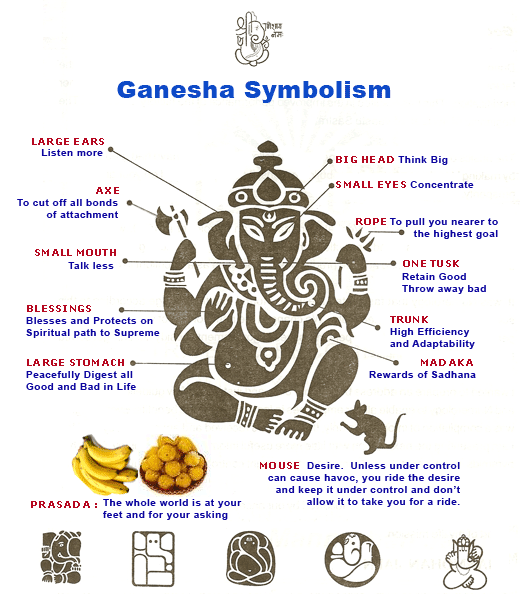 Ganesha Symbolism
LARGE EARS
Listen more
BIG HEAD Think Big
SMALL EYES Concentrate
AXE
To cut off all bonds
of attachment
ROPE To pull you nearer to
the highest goal
SMALL MOUTH
Talk less
ONE TUSK
Retain Good
Throw away bad
BLESSINGS
Blesses and Protects on
Spiritual path to Supreme
TRUNK
High Efficiency
and Adaptability
LARGE STOMACH
Peacefully Digest all
Good and Bad in Life
MADAKA
Rewards of Sadhana
MOUSE Desire. Unless under control
can cause havoc, you ride the desire
and keep it under control and don't
allow it to take you for a ride.
PRASADA : The whole world is at your
feet and for your asking